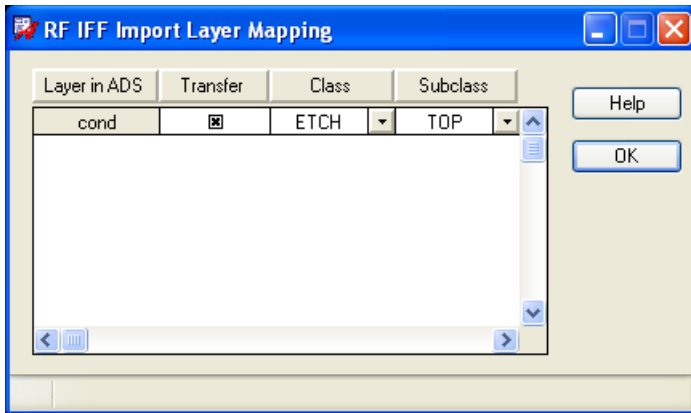 RF IFF Import Layer Mapping
Layer in ADS Transfer Class Subclass
cond ETCH TOP
Help
OK